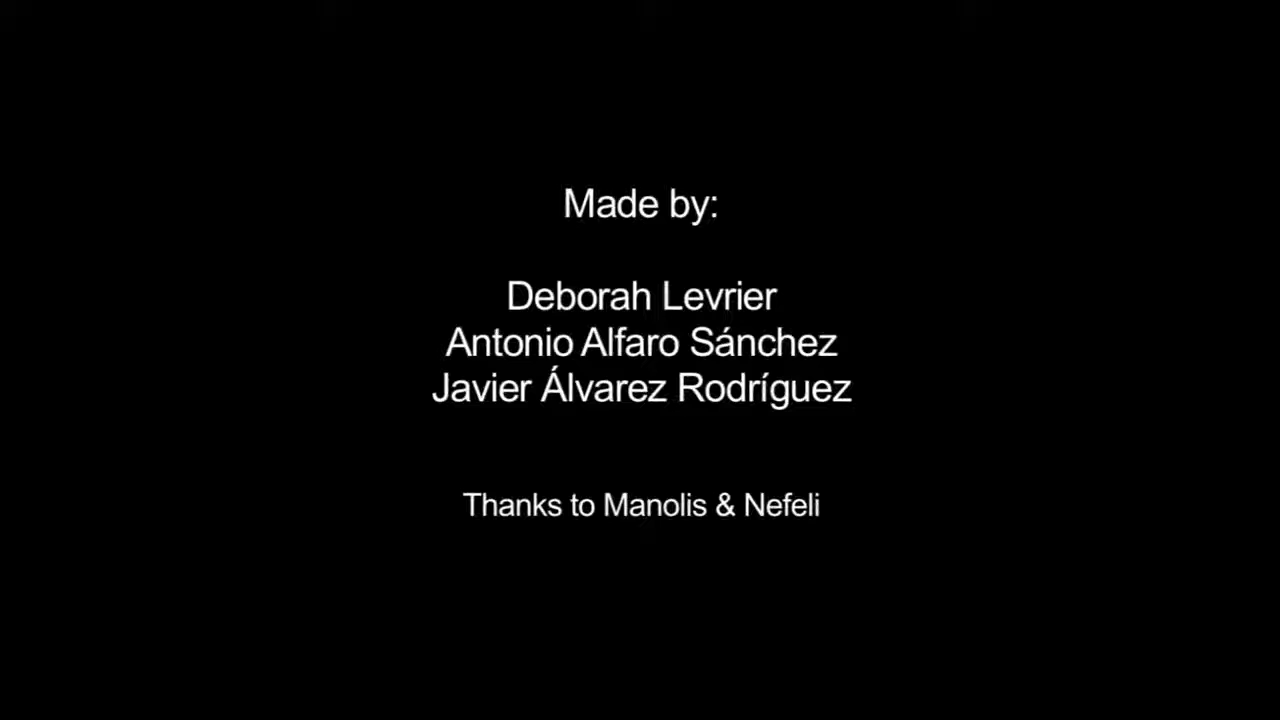 Made by:
Deborah Levrier
Antonio Alfaro Sánchez
Javier Álvarez Rodríguez
Thanks to Manolis & Nefeli